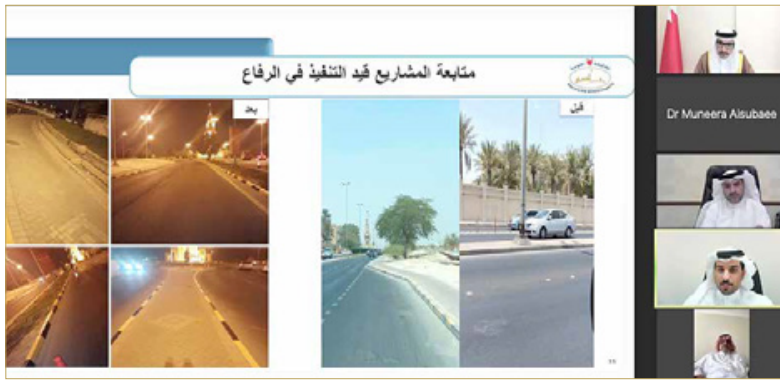 متابعة المشاريع قيد التنفيذ في الرفاع
قبل
بعد
Dr Muneera Alsubaee